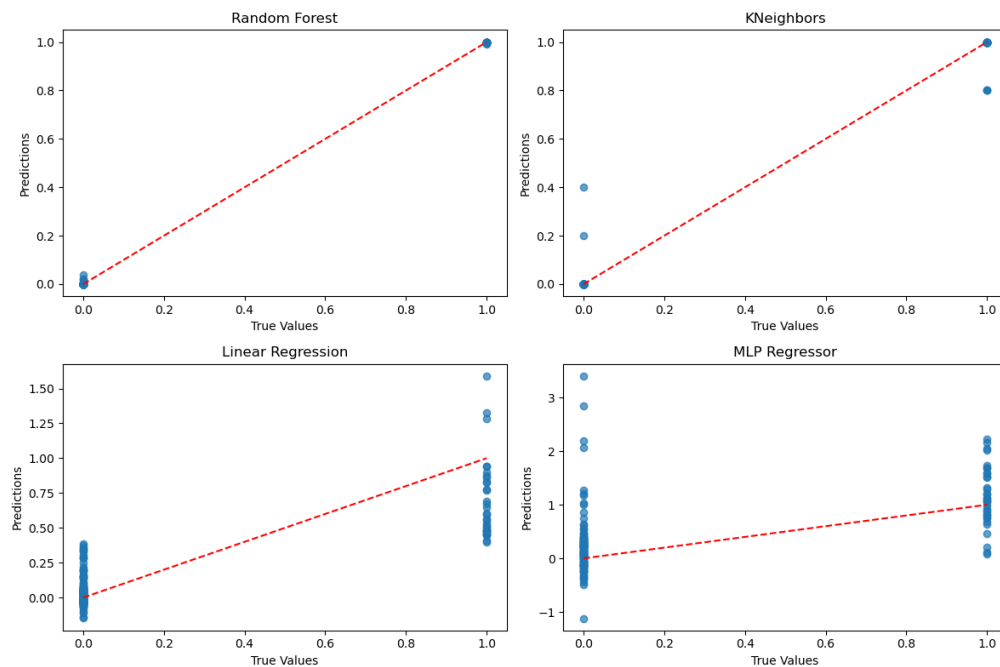 Random Forest
1.0
0.8
0.6
0.4
0.2
0.0
Predictions
0.0 0.2 0.4 0.6 0.8 1.0
True Values
KNeighbors
1.0
0.8
0.6
0.4
0.2
0.0
Predictions
0.0 0.2 0.4 0.6 0.8 1.0
True Values
Linear Regression
1.50
1.25
1.00
0.75
0.50
0.25
0.00
Predictions
0.0 0.2 0.4 0.6 0.8 1.0
True Values
MLP Regressor
3
2
1
0
−1
Predictions
0.0 0.2 0.4 0.6 0.8 1.0
True Values